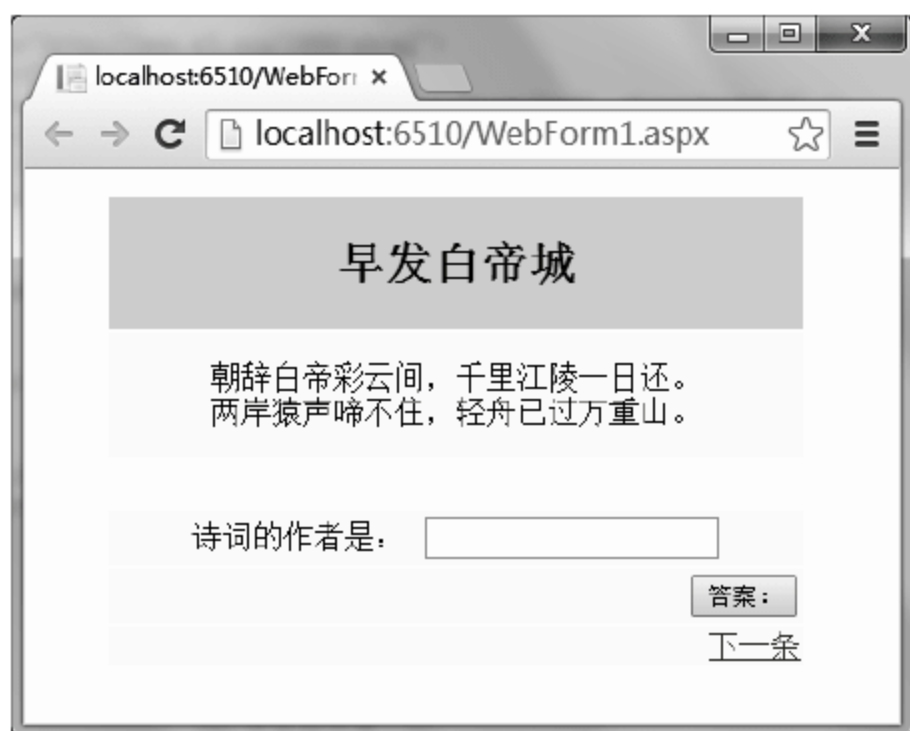 localhost:6510/WebForr
localhost:6510/WebForm1.aspx
早发白帝城
朝辞白帝彩云间，千里江陵一日还。
两岸猿声啼不住，轻舟已过万重山。
诗词的作者是：
答案：
下一条